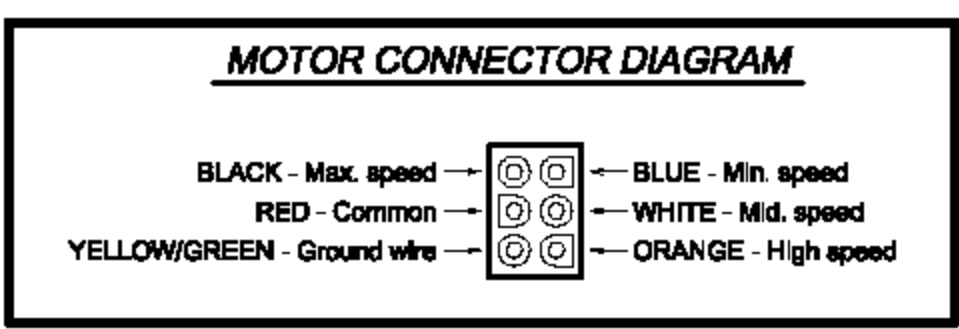 MOTOR CONNECTOR DIAGRAM
BLACK - Max. speed
BLUE - Min. speed
RED - Common
WHITE - Mid. speed
YELLOW/GREEN - Ground wire
ORANGE - High speed